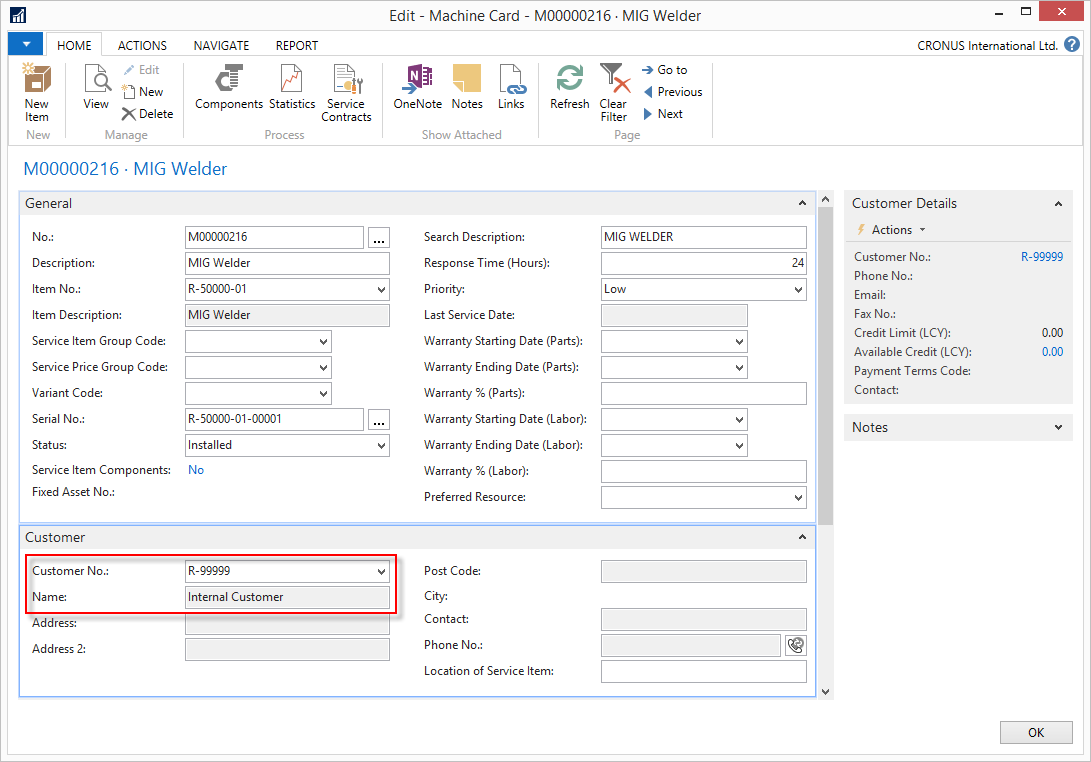 Edit - Machine Card - M00000216 · MIG Welder
HOME ACTIONS NAVIGATE REPORT CRONUS International Ltd. ?
New Item
View
Edit
New
Delete
Components
Statistics
Service Contracts
OneNote
Notes
Links
Refresh
Clear Filter
Go to
Previous
Next
New Manage Process Show Attached Page
M00000216 · MIG Welder
General
No.: M00000216 ...
Description: MIG Welder
Item No.: R-50000-01
Item Description: MIG Welder
Service Item Group Code:
Service Price Group Code:
Variant Code:
Serial No.: R-50000-01-00001 ...
Status: Installed
Service Item Components: No
Fixed Asset No.:
Search Description: MIG WELDER
Response Time (Hours): 24
Priority: Low
Last Service Date:
Warranty Starting Date (Parts):
Warranty Ending Date (Parts):
Warranty % (Parts):
Warranty Starting Date (Labor):
Warranty Ending Date (Labor):
Warranty % (Labor):
Preferred Resource:
Customer
Customer No.: R-99999
Name: Internal Customer
Address:
Address 2:
Post Code:
City:
Contact:
Phone No.:
Location of Service Item:
Customer Details
Actions
Customer No.: R-99999
Phone No.:
Email:
Fax No.:
Credit Limit (LCY): 0.00
Available Credit (LCY): 0.00
Payment Terms Code:
Contact:
Notes
OK